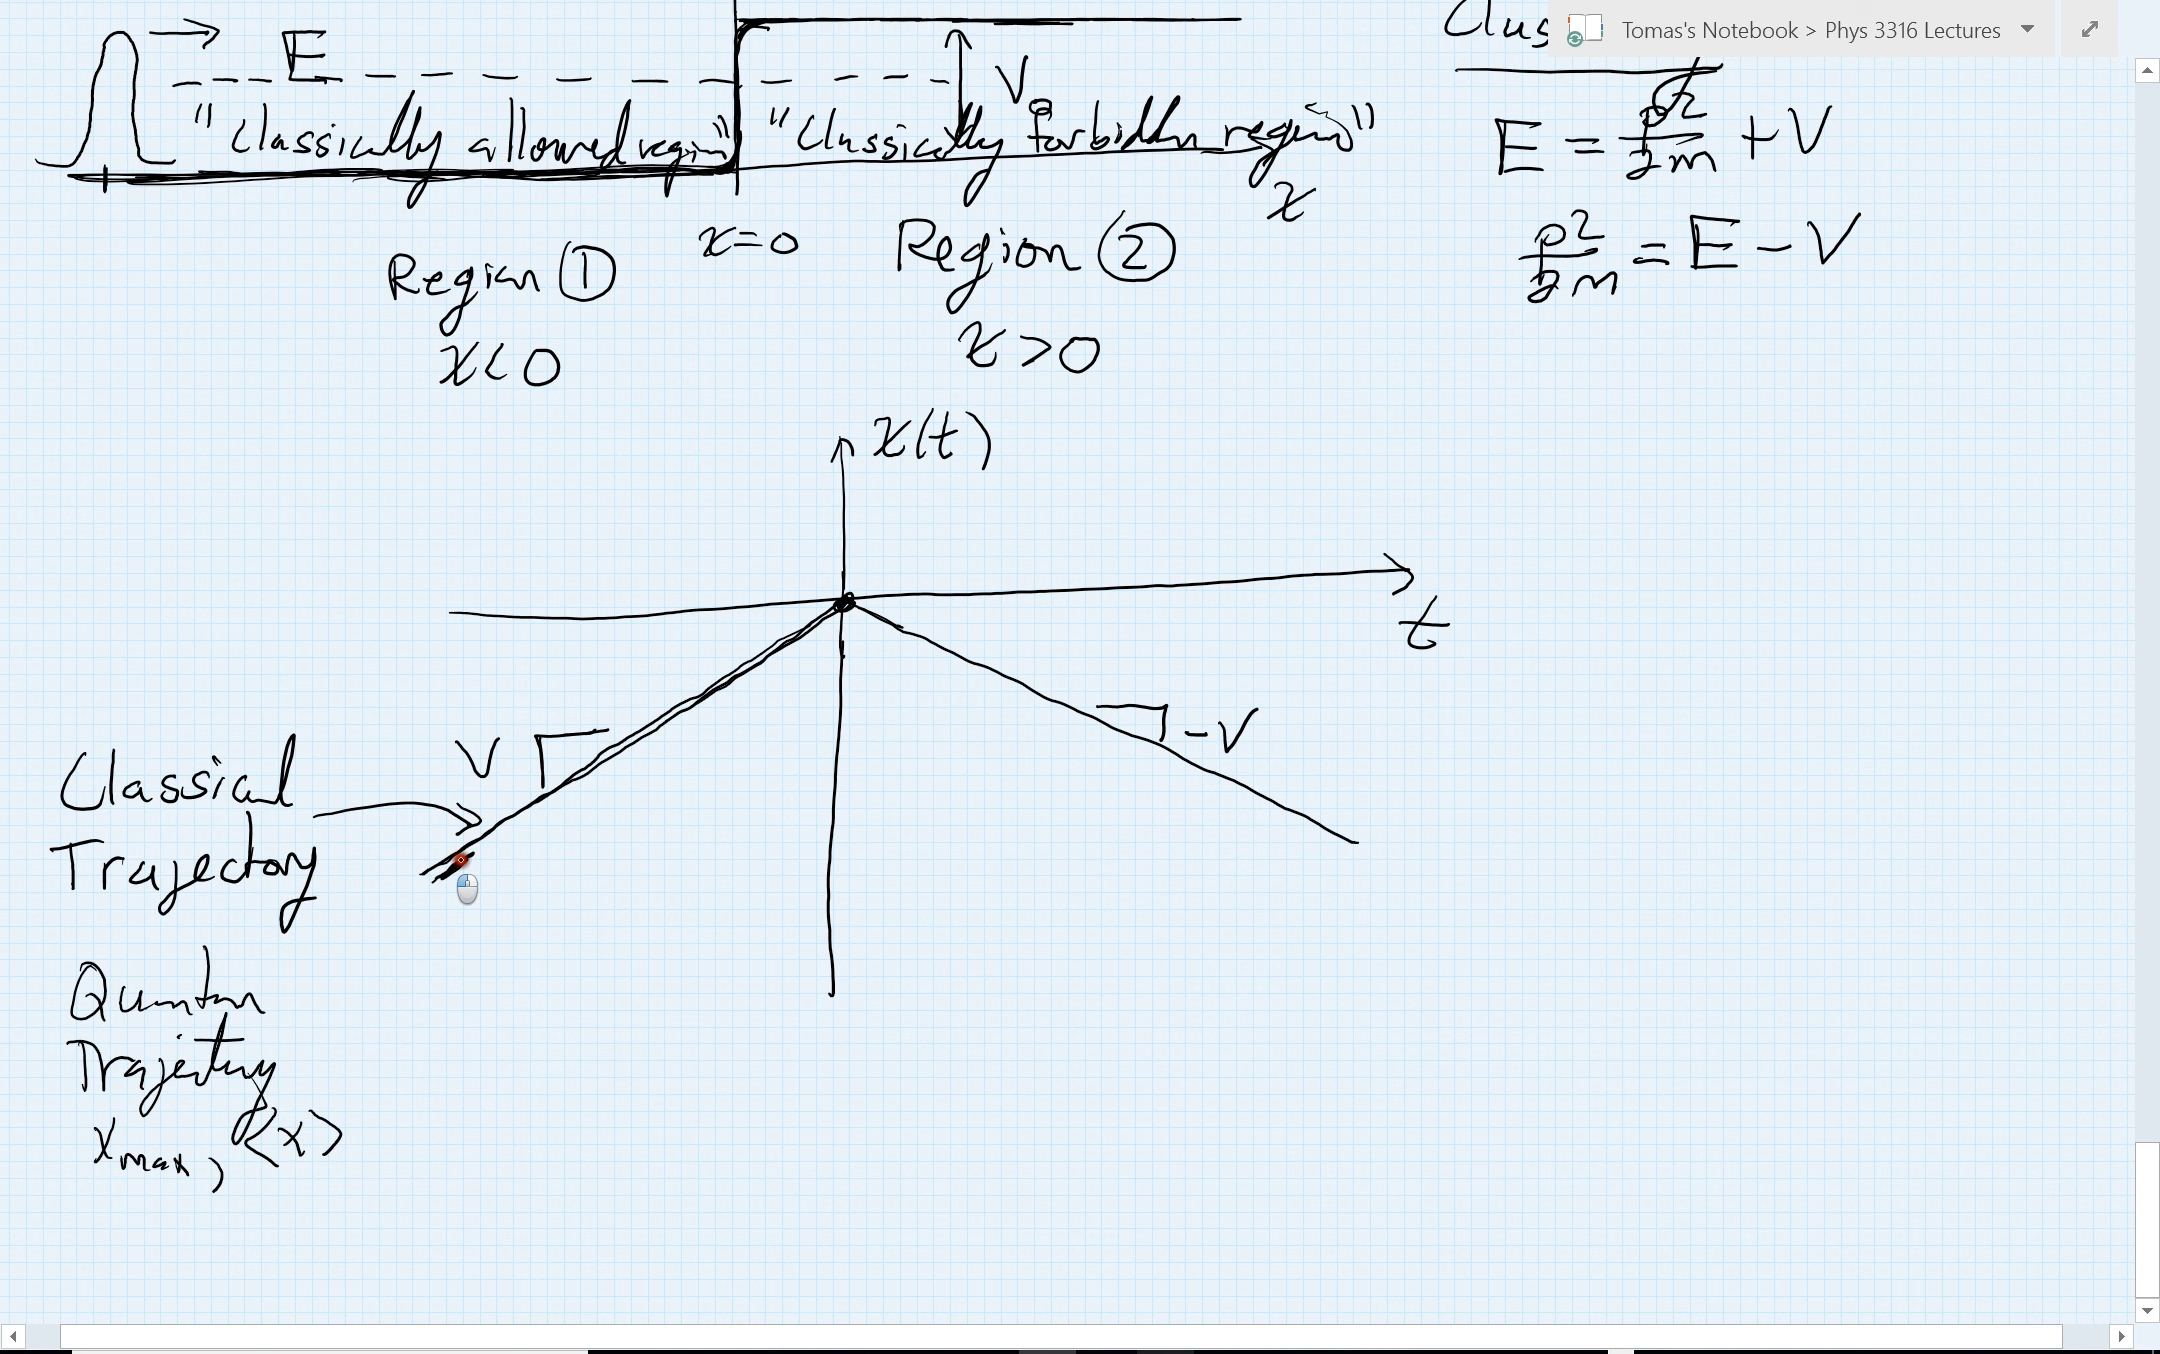 Clas
Tomas's Notebook > Phys 3316 Lectures
E
V₀
"Classically allowed region" "Classically forbidden region"
x
E = p²/2m + V
p²/2m = E - V
x=0
Region ①
Region ②
x<0
x>0
x(t)
t
V
-V
Classical
Trajectory
Quantum
Trajectory
xmax, <x>